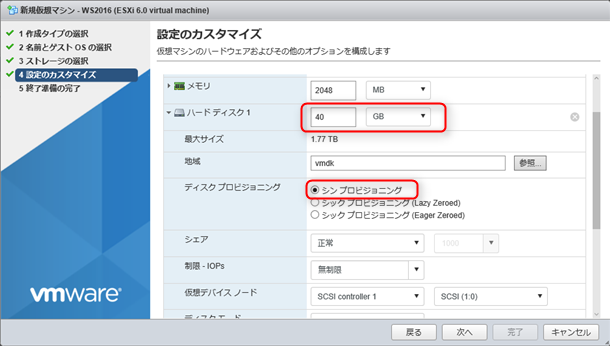 新規仮想マシン - WS2016 (ESXi 6.0 virtual machine)
1 作成タイプの選択
2 名前とゲスト OS の選択
3 ストレージの選択
4 設定のカスタマイズ
5 終了準備の完了
設定のカスタマイズ
仮想マシンのハードウェアおよびその他のオプションを構成します
メモリ 2048 MB
ハード ディスク 1 40 GB
最大サイズ 1.77 TB
地域 vmdk 参照...
ディスク プロビジョニング シン プロビジョニング
シック プロビジョニング (Lazy Zeroed)
シック プロビジョニング (Eager Zeroed)
シェア 正常 1000
制限 - IOPs 無制限
仮想デバイス ノード SCSI controller 1 SCSI (1:0)
ディスク モード
vmware
戻る 次へ 完了 キャンセル